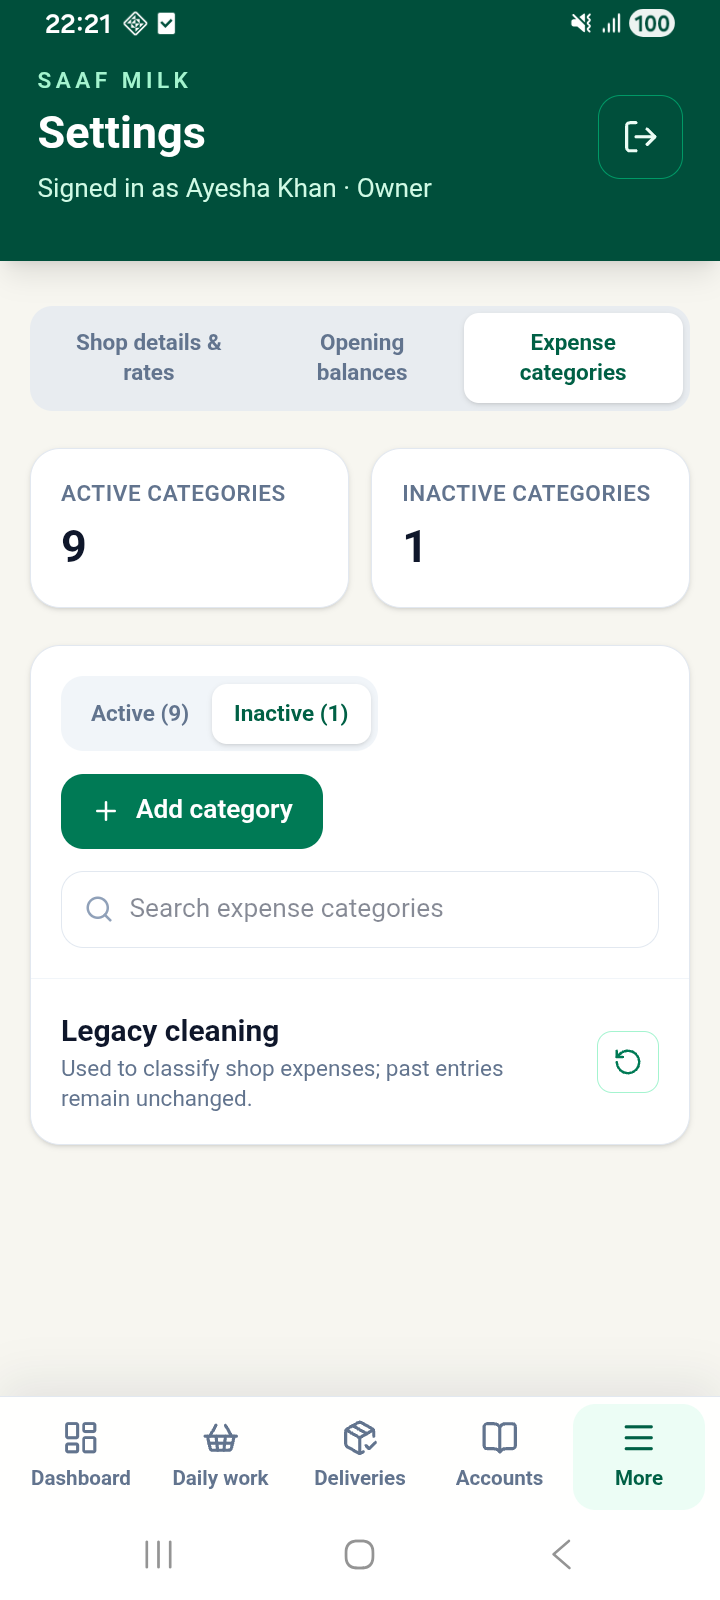 22:21
100
SAAF MILK
Settings
Signed in as Ayesha Khan · Owner
Shop details &
rates
Opening
balances
Expense
categories
ACTIVE CATEGORIES
9
INACTIVE CATEGORIES
1
Active (9)
Inactive (1)
Add category
Search expense categories
Legacy cleaning
Used to classify shop expenses; past entries
remain unchanged.
Dashboard
Daily work
Deliveries
Accounts
More